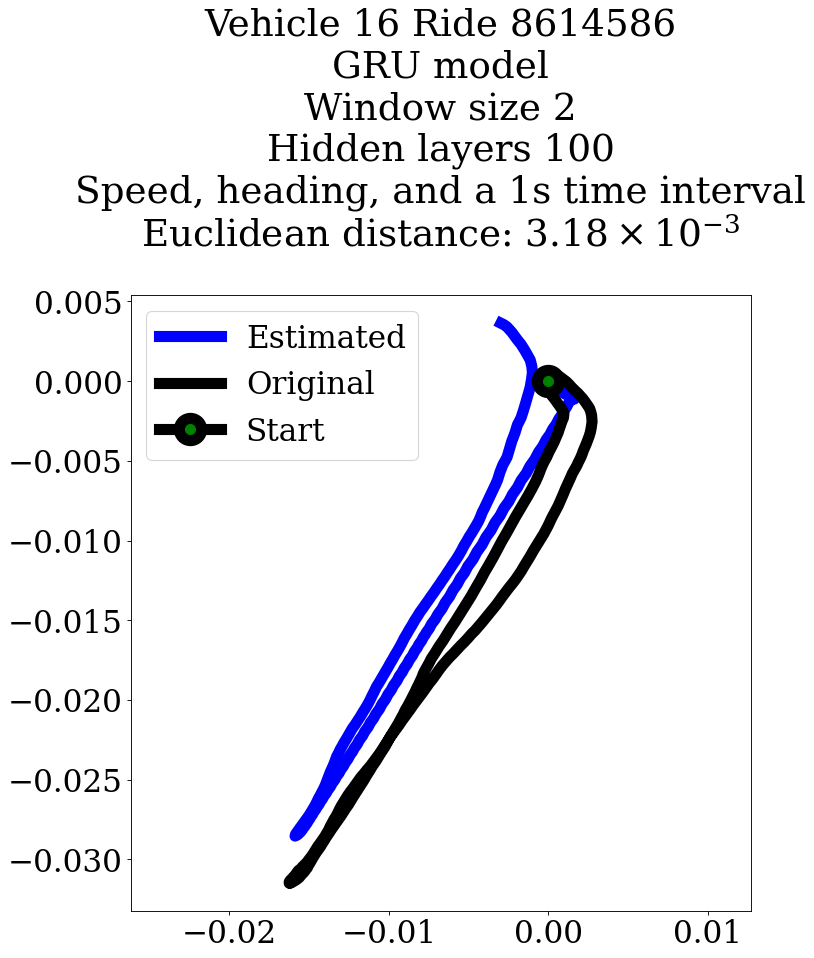 Vehicle 16 Ride 8614586
GRU model
Window size 2
Hidden layers 100
Speed, heading, and a 1s time interval
Euclidean distance: 3.18 × 10⁻³
Estimated
Original
Start
0.005
0.000
−0.005
−0.010
−0.015
−0.020
−0.025
−0.030
−0.02 −0.01 0.00 0.01